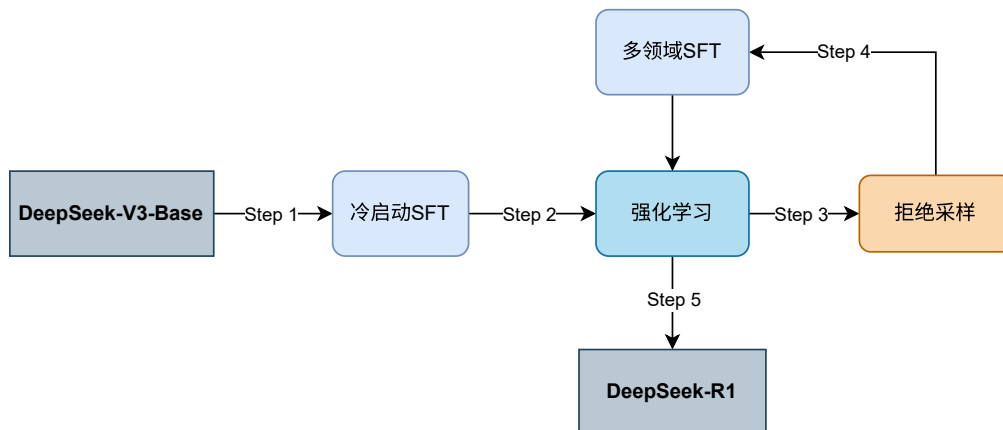 多领域SFT
Step 4
DeepSeek-V3-Base
Step 1
冷启动SFT
Step 2
强化学习
Step 3
拒绝采样
Step 5
DeepSeek-R1